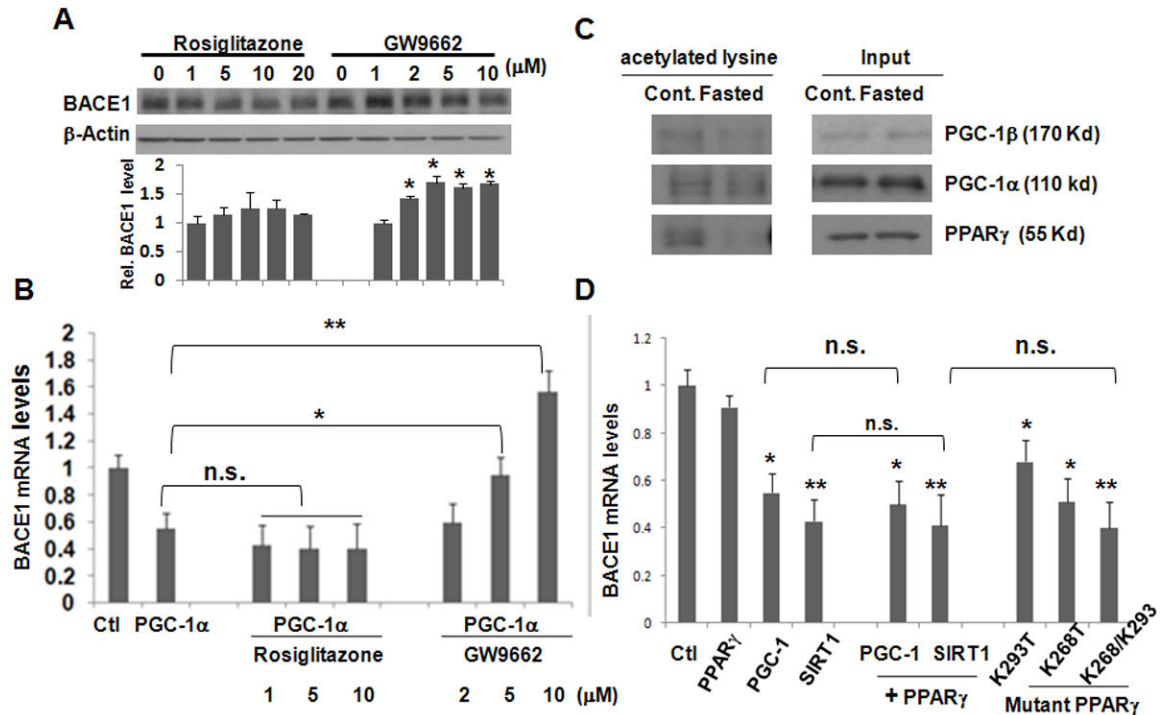 A
Rosiglitazone GW9662
0 1 5 10 20 0 1 2 5 10 (μM)
BACE1
β-Actin
Rel. BACE1 level
2
1.5
1
0.5
0
* * * *
C
acetylated lysine Input
Cont. Fasted Cont. Fasted
PGC-1β (170 Kd)
PGC-1α (110 kd)
PPARγ (55 Kd)
B
BACE1 mRNA levels
2
1.8
1.6
1.4
1.2
1
0.8
0.6
0.4
0.2
0
**
*
n.s.
Ctl PGC-1α PGC-1α PGC-1α
Rosiglitazone GW9662
1 5 10 2 5 10 (μM)
D
BACE1 mRNA levels
1.2
1
0.8
0.6
0.4
0.2
0
n.s. n.s.
n.s.
* ** * ** * * **
Ctl PPARγ PGC-1 SIRT1 PGC-1 SIRT1 K293T K268T K268/K293
+ PPARγ Mutant PPARγ